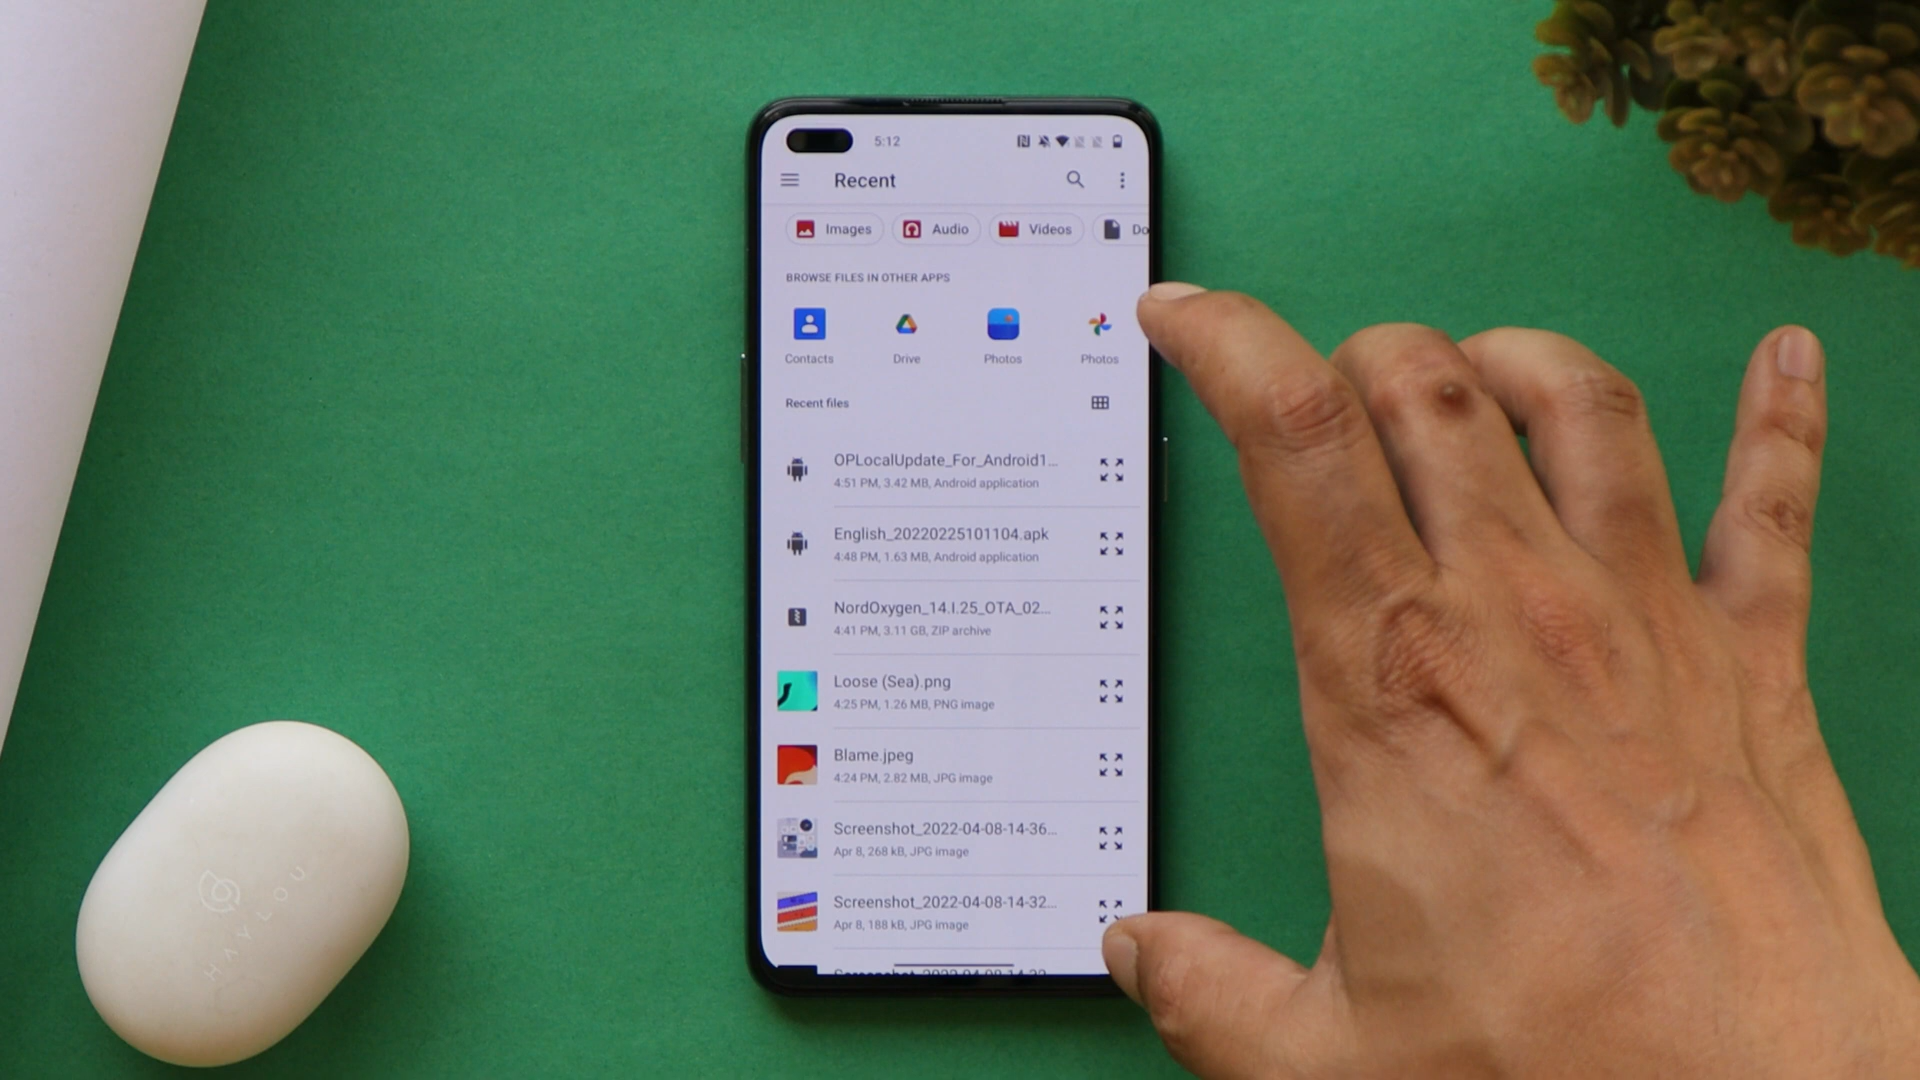 5:12
Recent
Images Audio Videos Do
BROWSE FILES IN OTHER APPS
Contacts Drive Photos Photos
Recent files
OPLocalUpdate_For_Android1...
4:51 PM, 3.42 MB, Android application
English_20220225101104.apk
4:48 PM, 1.63 MB, Android application
NordOxygen_14.I.25_OTA_02...
4:41 PM, 3.11 GB, ZIP archive
Loose (Sea).png
4:25 PM, 1.26 MB, PNG image
Blame.jpeg
4:24 PM, 2.82 MB, JPG image
Screenshot_2022-04-08-14-36...
Apr 8, 268 kB, JPG image
Screenshot_2022-04-08-14-32...
Apr 8, 188 kB, JPG image
HAYLOU